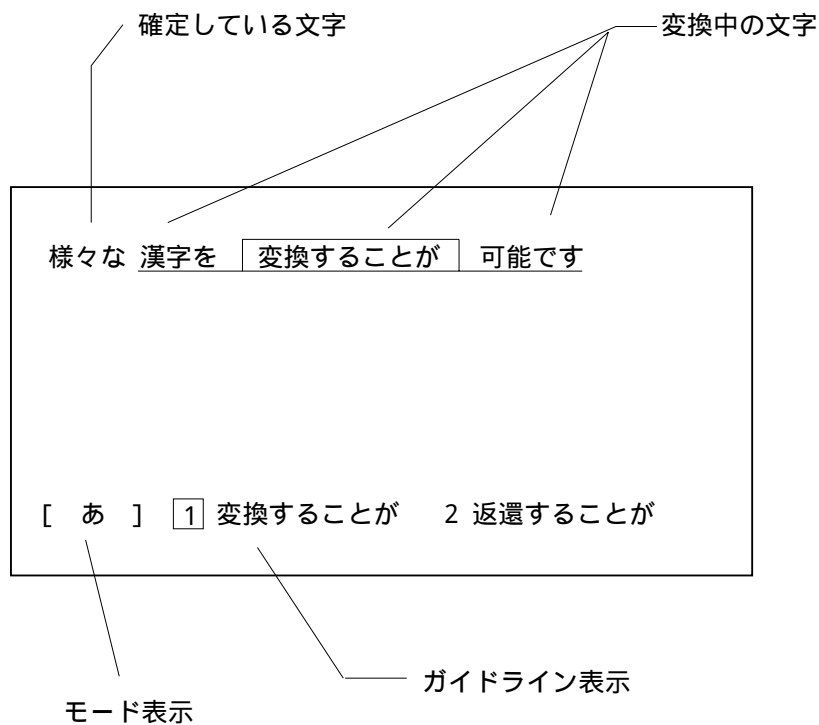 確定している文字 変換中の文字
様々な 漢字を 変換することが 可能です
[ あ ] 1 変換することが 2 返還することが
ガイドライン表示
モード表示